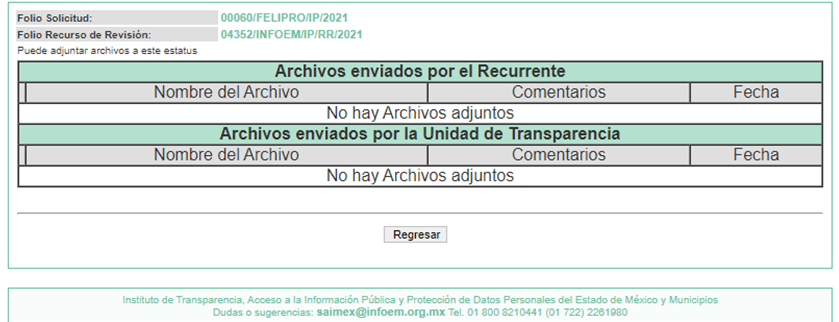 Folio Solicitud: 00060/FELIPRO/IP/2021
Folio Recurso de Revisión: 04352/INFOEM/IP/RR/2021
Puede adjuntar archivos a este estatus
Archivos enviados por el Recurrente
Nombre del Archivo Comentarios Fecha
No hay Archivos adjuntos
Archivos enviados por la Unidad de Transparencia
Nombre del Archivo Comentarios Fecha
No hay Archivos adjuntos
Regresar
Instituto de Transparencia, Acceso a la Información Pública y Protección de Datos Personales del Estado de México y Municipios
Dudas o sugerencias: saimex@infoem.org.mx Tel. 01 800 8210441 (01 722) 2261980